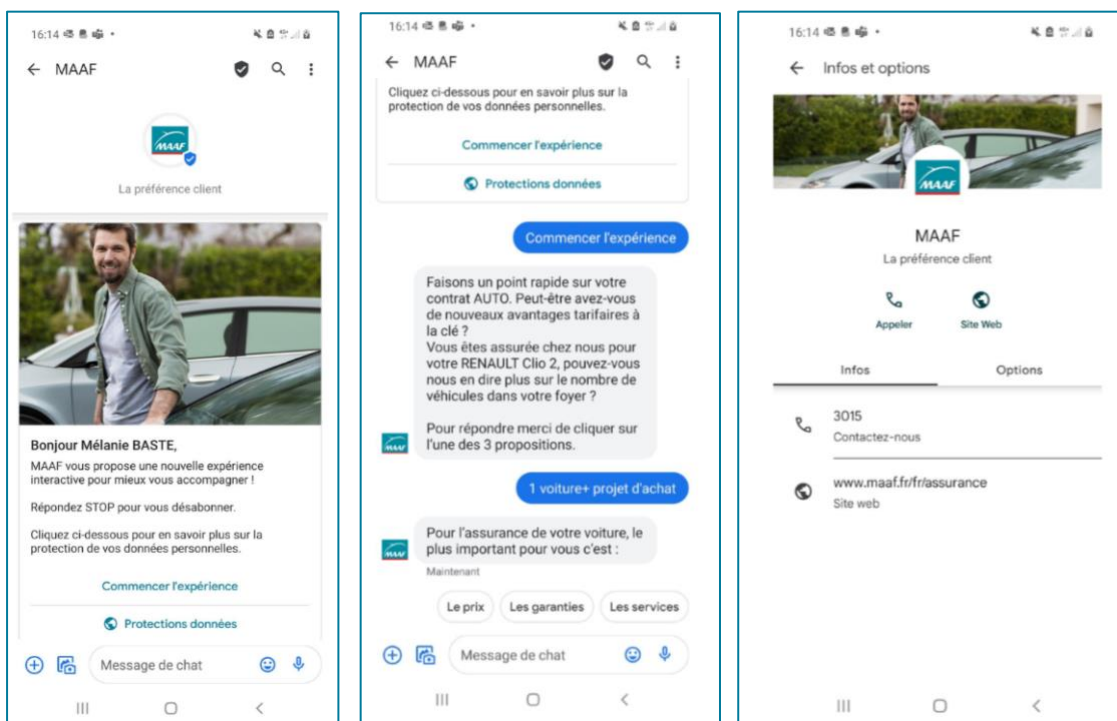 16:14
MAAF
MAAF
La préférence client
Bonjour Mélanie BASTE,
MAAF vous propose une nouvelle expérience
interactive pour mieux vous accompagner !
Répondez STOP pour vous désabonner.
Cliquez ci-dessous pour en savoir plus sur la
protection de vos données personnelles.
Commencer l'expérience
Protections données
Message de chat
16:14
MAAF
Cliquez ci-dessous pour en savoir plus sur la
protection de vos données personnelles.
Commencer l'expérience
Protections données
Commencer l'expérience
Faisons un point rapide sur votre
contrat AUTO. Peut-être avez-vous
de nouveaux avantages tarifaires à
la clé ?
Vous êtes assurée chez nous pour
votre RENAULT Clio 2, pouvez-vous
nous en dire plus sur le nombre de
véhicules dans votre foyer ?
Pour répondre merci de cliquer sur
l'une des 3 propositions.
MAAF
1 voiture+ projet d'achat
Pour l'assurance de votre voiture, le
plus important pour vous c'est :
MAAF
Maintenant
Le prix
Les garanties
Les services
Message de chat
16:14
Infos et options
MAAF
MAAF
La préférence client
Appeler
Site Web
Infos
Options
3015
Contactez-nous
www.maaf.fr/fr/assurance
Site web